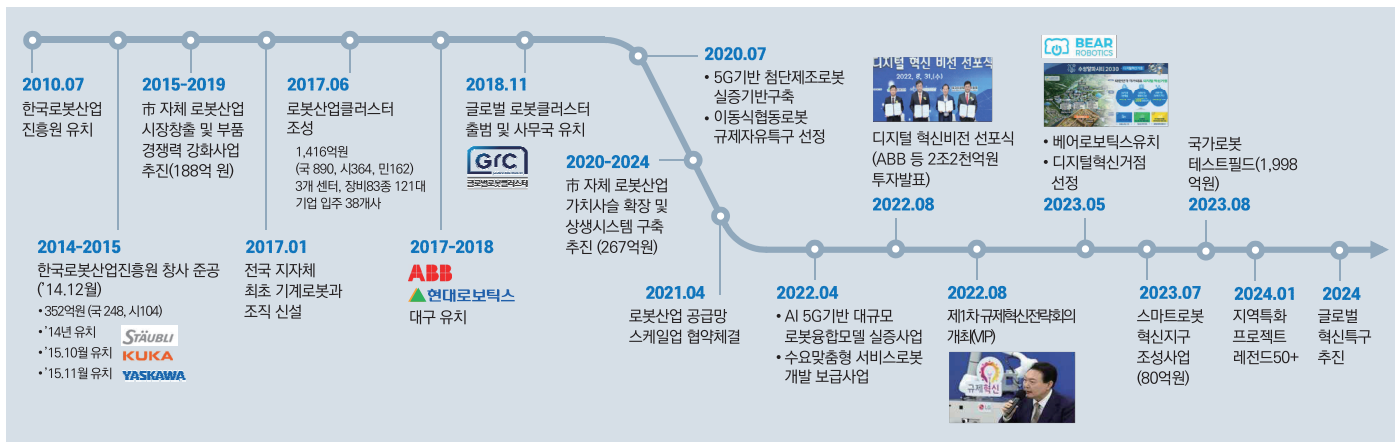 2010.07
한국로봇산업
진흥원 유치
2014-2015
한국로봇산업진흥원 창사 준공
('14.12월)
• 352억원(국 248, 시104)
• '14년 유치 STÄUBLI
• '15.10월 유치 KUKA
• '15.11월 유치 YASKAWA
2015-2019
市 자체 로봇산업
시장창출 및 부품
경쟁력 강화사업
추진(188억 원)
2017.01
전국 지자체
최초 기계로봇과
조직 신설
2017.06
로봇산업클러스터
조성
1,416억원
(국 890, 시364, 민162)
3개 센터, 장비83종 121대
기업 입주 38개사
2017-2018
ABB
현대로보틱스
대구 유치
2018.11
글로벌 로봇클러스터
출범 및 사무국 유치
GRC
글로벌로봇클러스터
2020.07
• 5G기반 첨단제조로봇
실증기반구축
• 이동식협동로봇
규제자유특구 선정
2020-2024
市 자체 로봇산업
가치사슬 확장 및
상생시스템 구축
추진 (267억원)
2021.04
로봇산업 공급망
스케일업 협약체결
2022.04
• AI 5G기반 대규모
로봇융합모델 실증사업
• 수요맞춤형 서비스로봇
개발 보급사업
디지털 혁신 비전 선포식
2022. 8. 31.(수)
디지털 혁신비전 선포식
(ABB 등 2조2천억원
투자발표)
2022.08
2022.08
제1차규제혁신전략회의
개최(VIP)
규제혁신
LG
BEAR
ROBOTICS
수성알파시티 2030
• 베어로보틱스유치
• 디지털혁신거점
선정
2023.05
2023.07
스마트로봇
혁신지구
조성사업
(80억원)
국가로봇
테스트필드(1,998
억원)
2023.08
2024.01
지역특화
프로젝트
레전드50+
2024
글로벌
혁신특구
추진